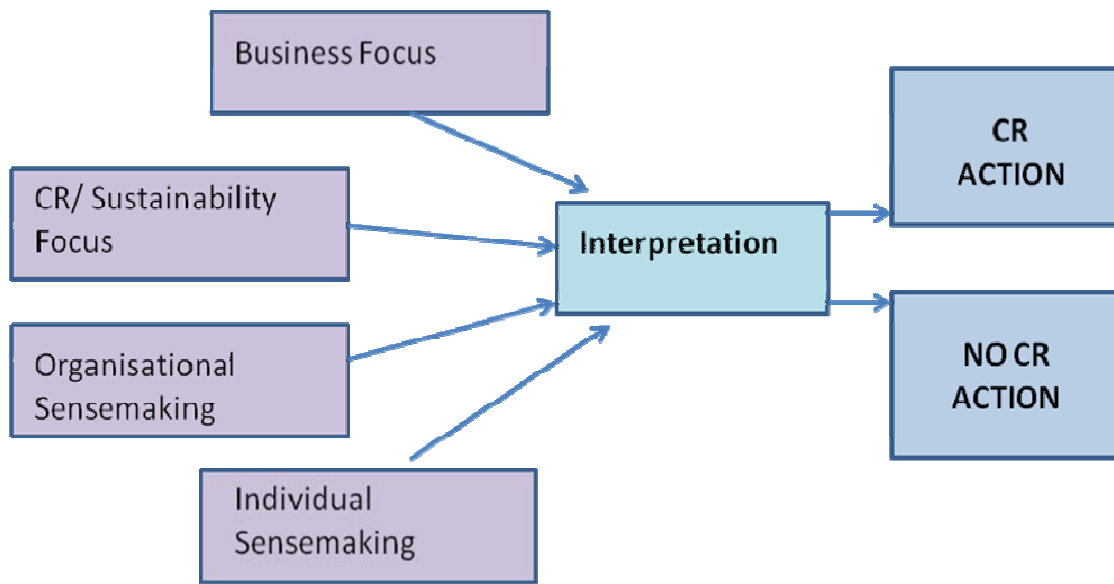 Business Focus
CR/ Sustainability
Focus
Organisational
Sensemaking
Individual
Sensemaking
Interpretation
CR
ACTION
NO CR
ACTION